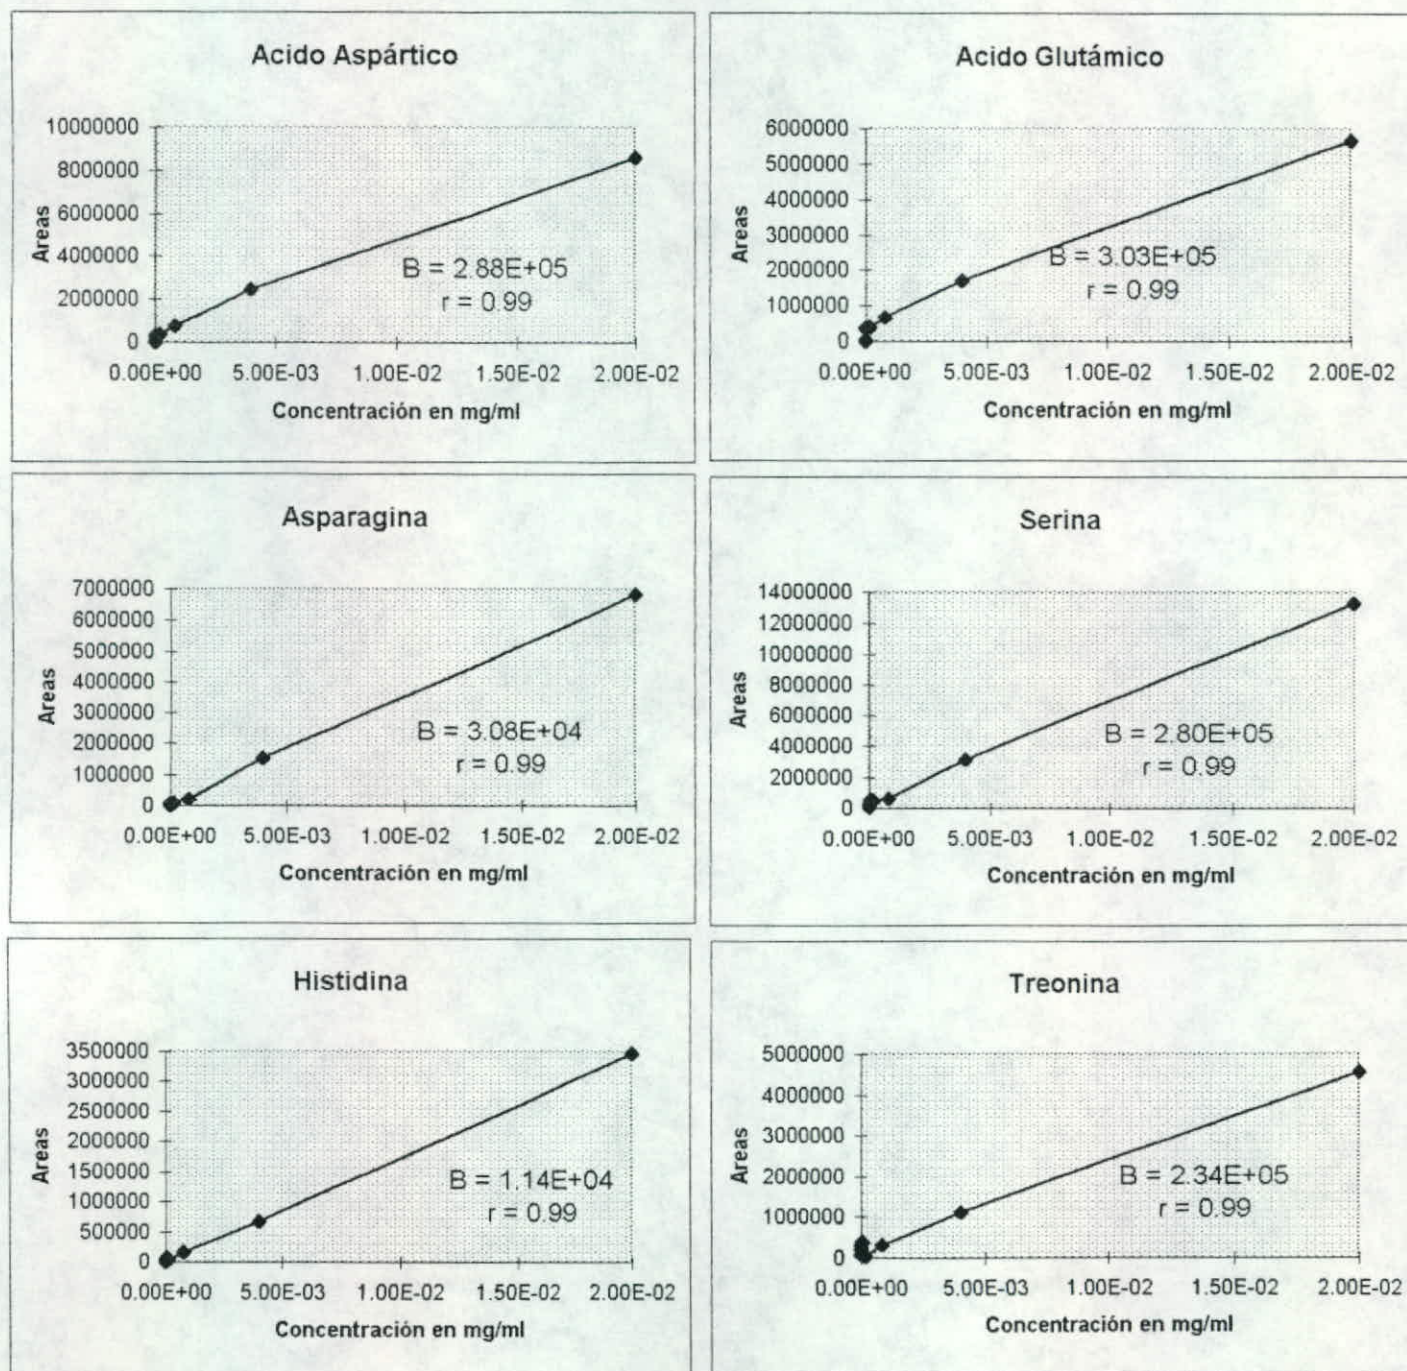 Acido Aspártico
10000000
8000000
6000000
4000000
2000000
0
Areas
B = 2.88E+05
r = 0.99
0.00E+00 5.00E-03 1.00E-02 1.50E-02 2.00E-02
Concentración en mg/ml
Acido Glutámico
6000000
5000000
4000000
3000000
2000000
1000000
0
Areas
B = 3.03E+05
r = 0.99
0.00E+00 5.00E-03 1.00E-02 1.50E-02 2.00E-02
Concentración en mg/ml
Asparagina
7000000
6000000
5000000
4000000
3000000
2000000
1000000
0
Areas
B = 3.08E+04
r = 0.99
0.00E+00 5.00E-03 1.00E-02 1.50E-02 2.00E-02
Concentración en mg/ml
Serina
14000000
12000000
10000000
8000000
6000000
4000000
2000000
0
Areas
B = 2.80E+05
r = 0.99
0.00E+00 5.00E-03 1.00E-02 1.50E-02 2.00E-02
Concentración en mg/ml
Histidina
3500000
3000000
2500000
2000000
1500000
1000000
500000
0
Areas
B = 1.14E+04
r = 0.99
0.00E+00 5.00E-03 1.00E-02 1.50E-02 2.00E-02
Concentración en mg/ml
Treonina
5000000
4000000
3000000
2000000
1000000
0
Areas
B = 2.34E+05
r = 0.99
0.00E+00 5.00E-03 1.00E-02 1.50E-02 2.00E-02
Concentración en mg/ml